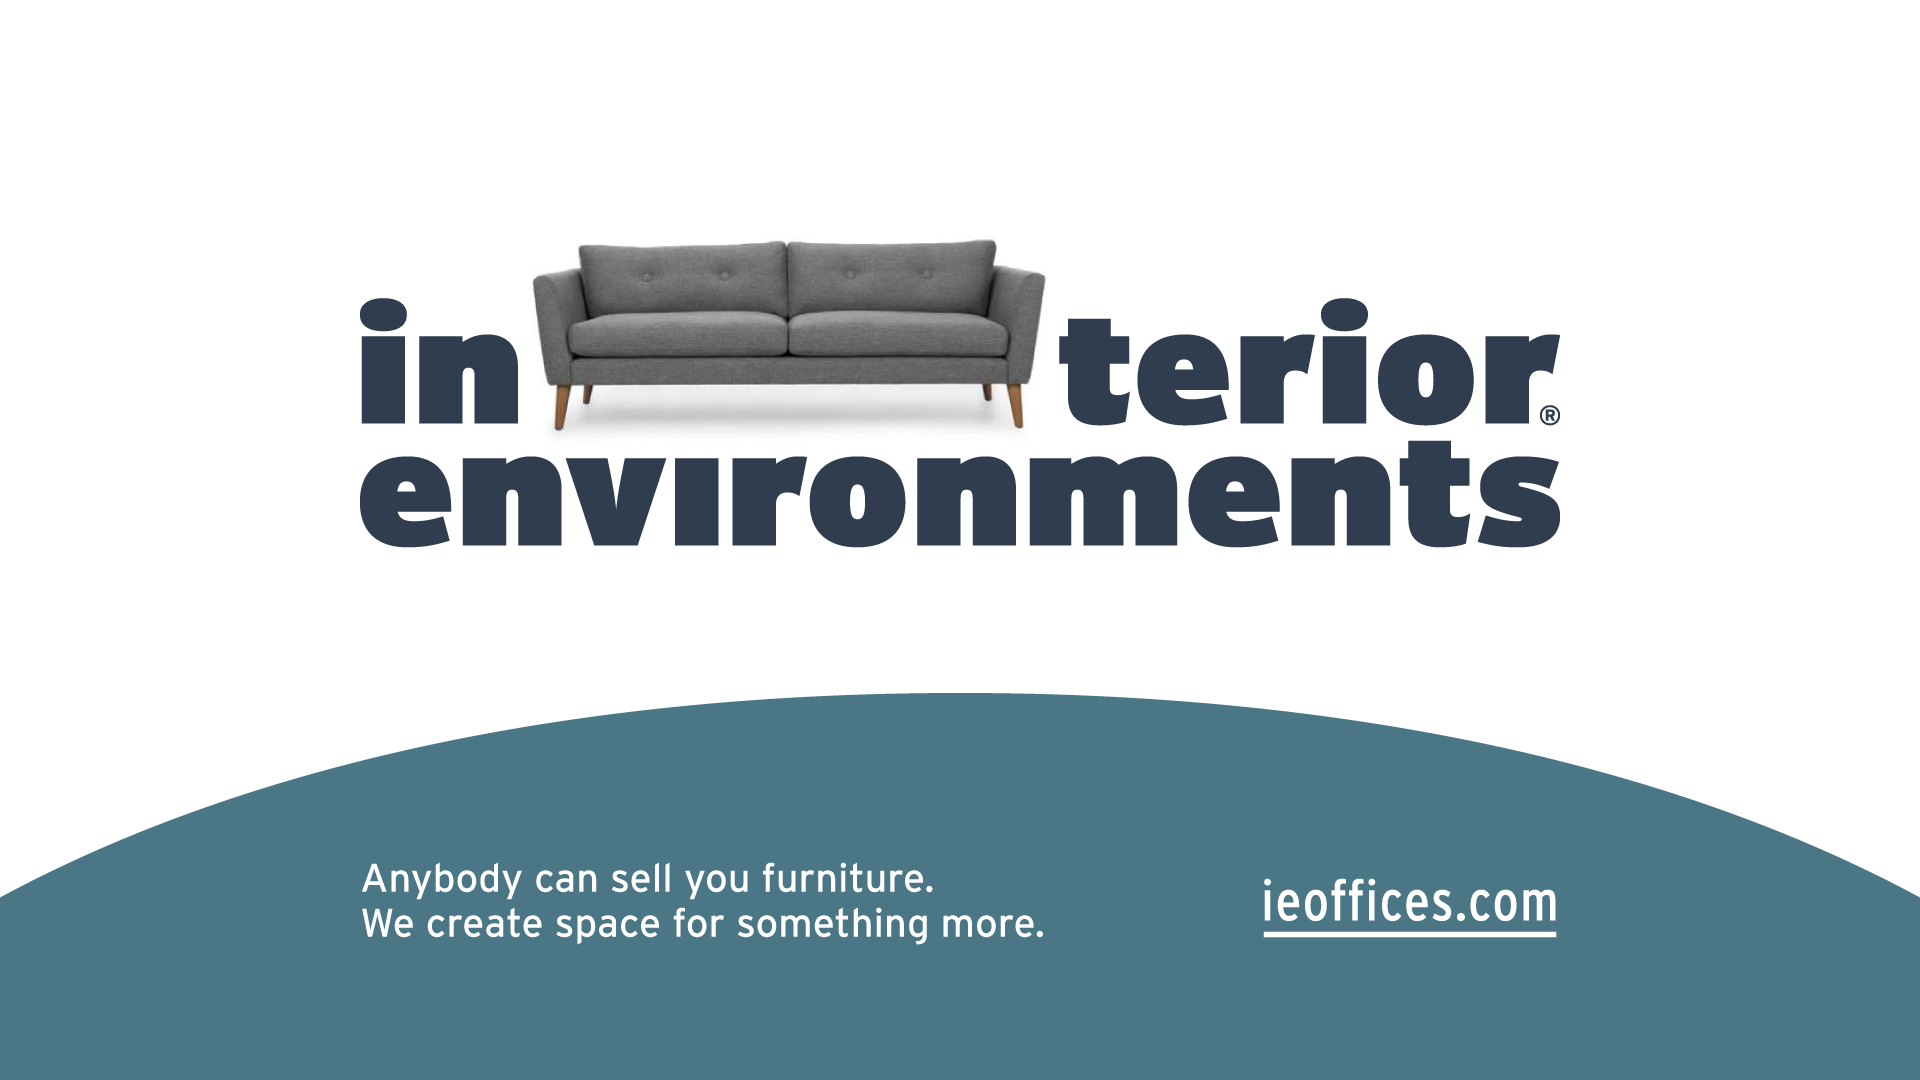 in terior®
environments
Anybody can sell you furniture.
We create space for something more.
ieoffices.com